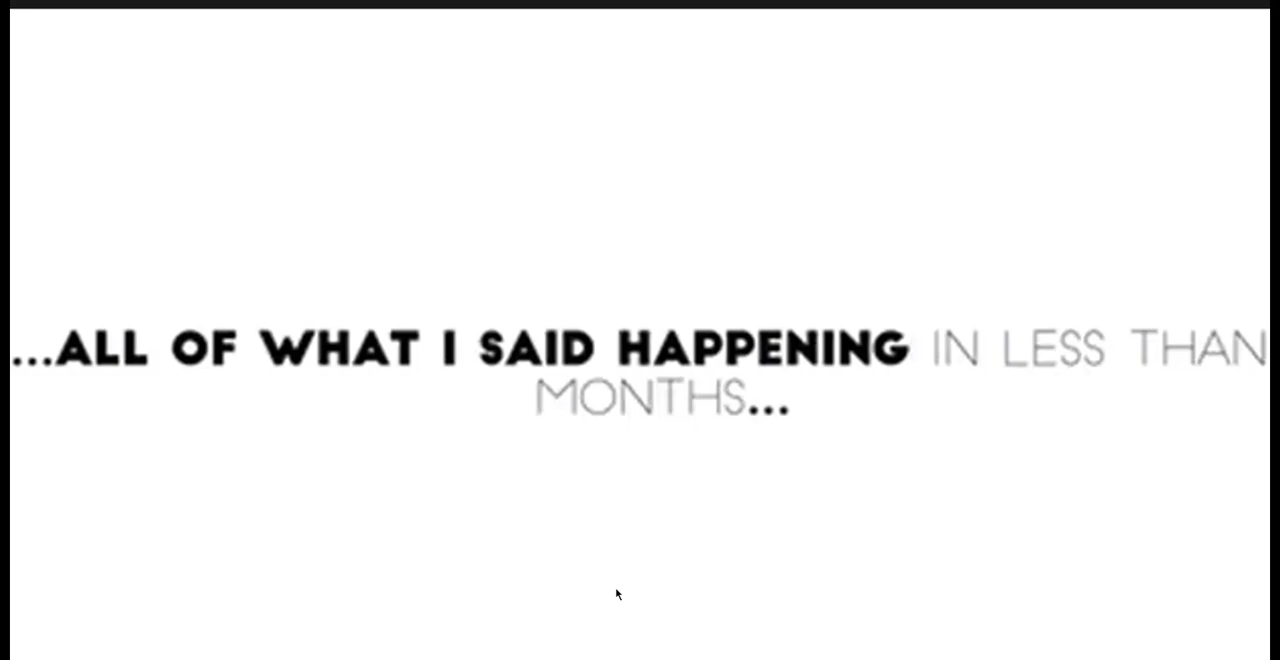 ...ALL OF WHAT I SAID HAPPENING IN LESS THAN
MONTHS...